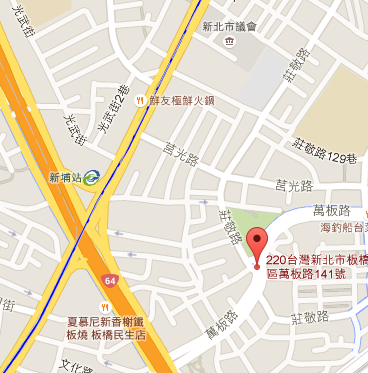 光武街
新北市議會
莊敬路
光武街2巷
鮮友極鮮火鍋
光武街
莒光路
莊敬路129巷
新埔站
莒光路
萬板路
莊敬路
海釣船台
220台灣新北市板橋
區萬板路141號
64
夏慕尼新香榭鐵
板燒 板橋民生店
街
萬板路
莊敬路
文化路